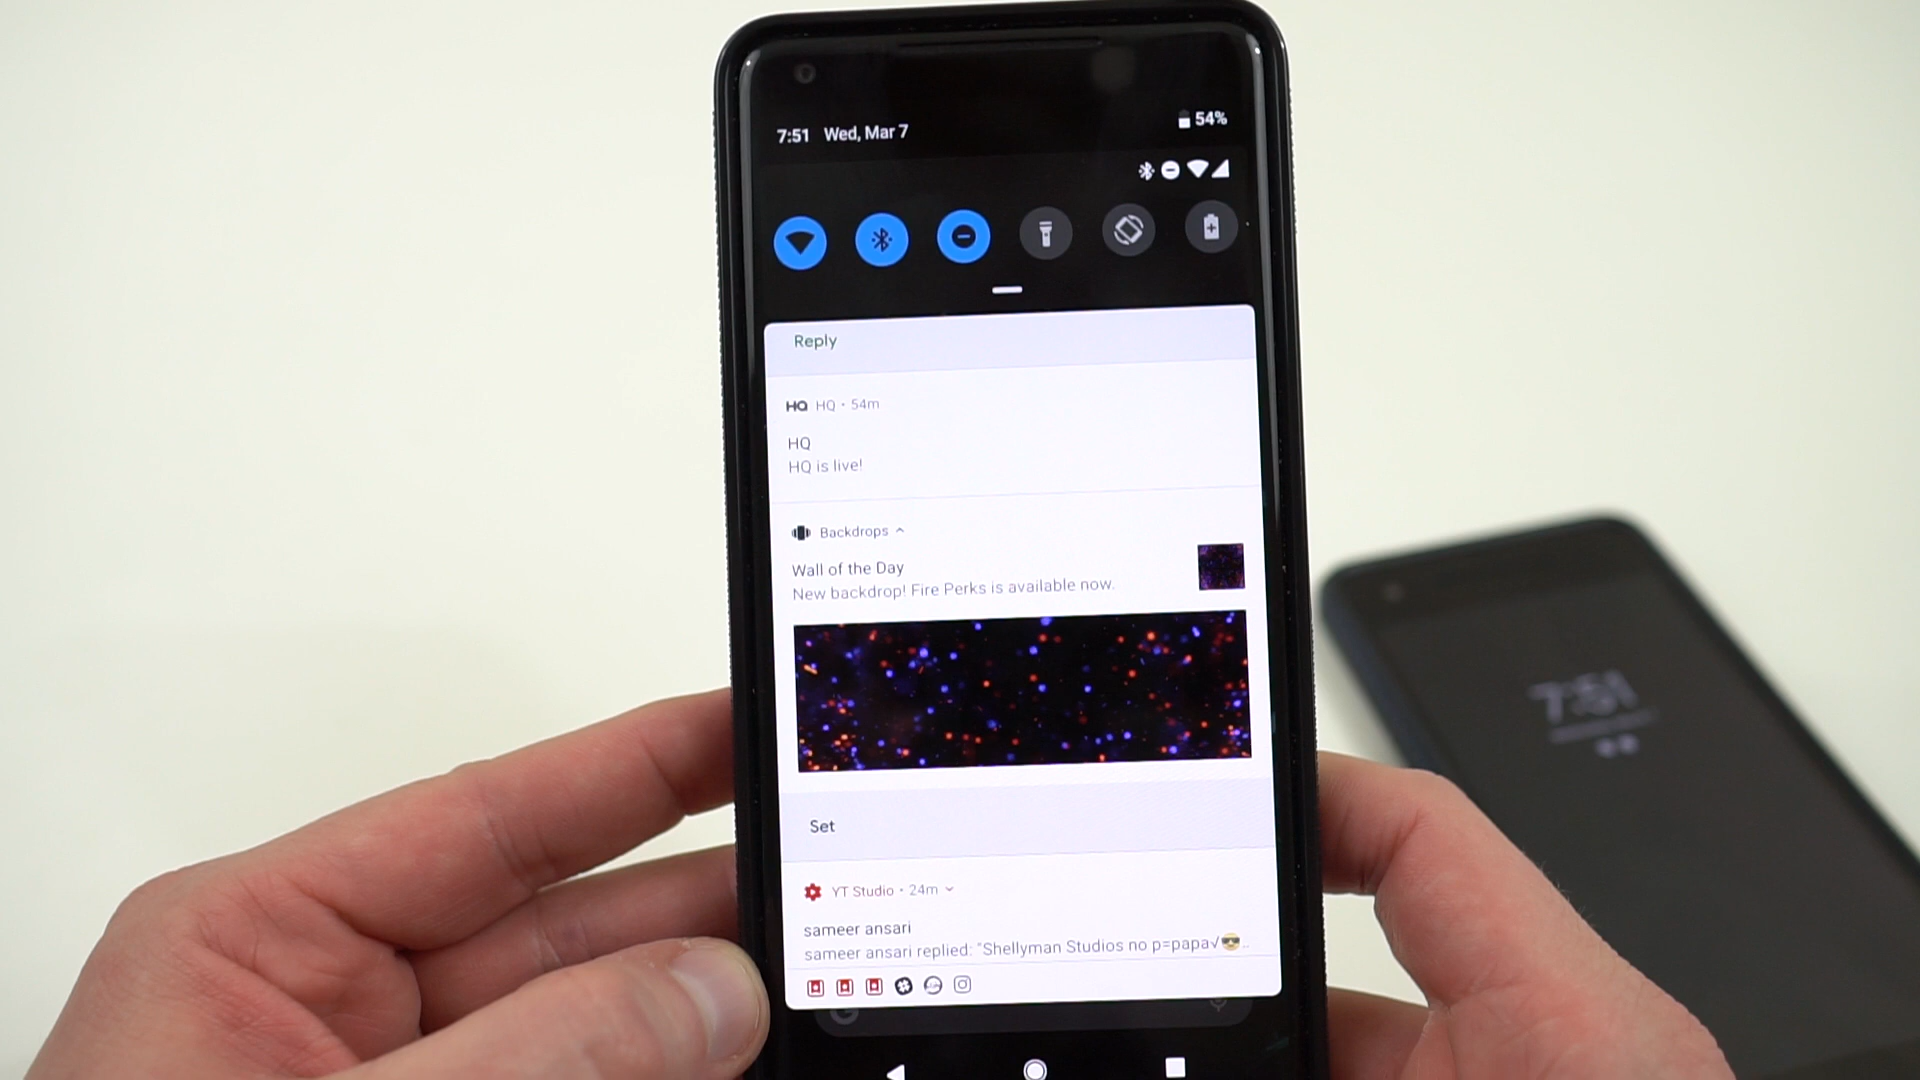 7:51 Wed, Mar 7
54%
Reply
HQ HQ • 54m
HQ
HQ is live!
Backdrops
Wall of the Day
New backdrop! Fire Perks is available now.
Set
YT Studio • 24m
sameer ansari
sameer ansari replied: "Shellyman Studios no p=papa√😎..
7:51